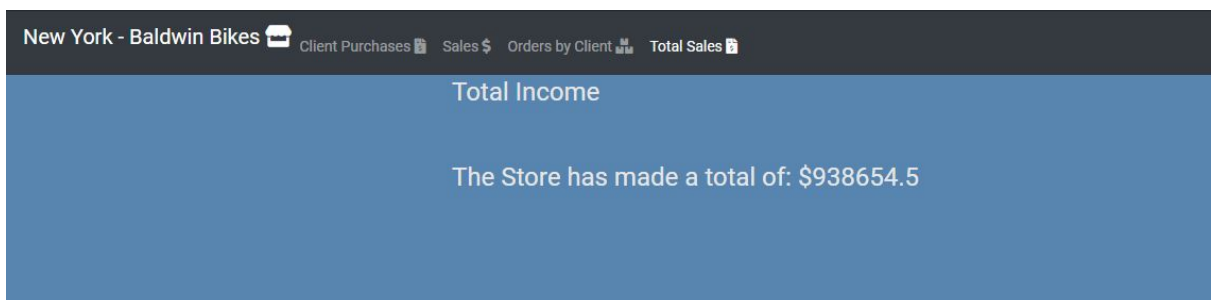 New York - Baldwin Bikes Client Purchases Sales $ Orders by Client Total Sales
Total Income
The Store has made a total of: $938654.5